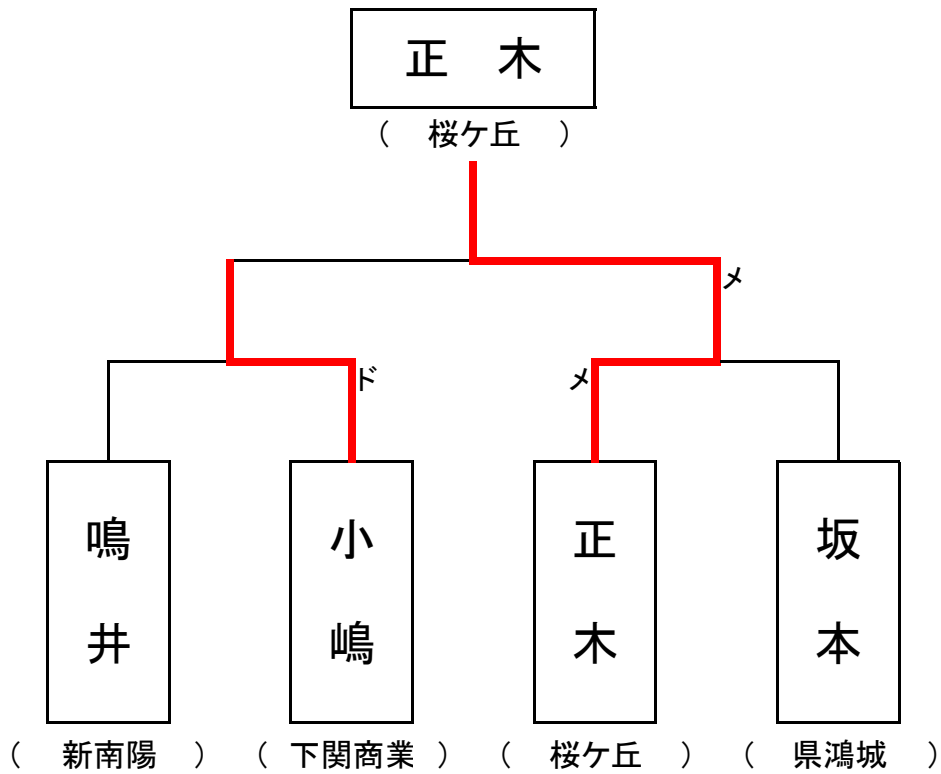 正　木
（　桜ケ丘　）
メ
ド
メ
鳴井
小嶋
正木
坂本
（　新南陽　）
（ 下関商業 ）
（　桜ケ丘　）
（　県鴻城　）